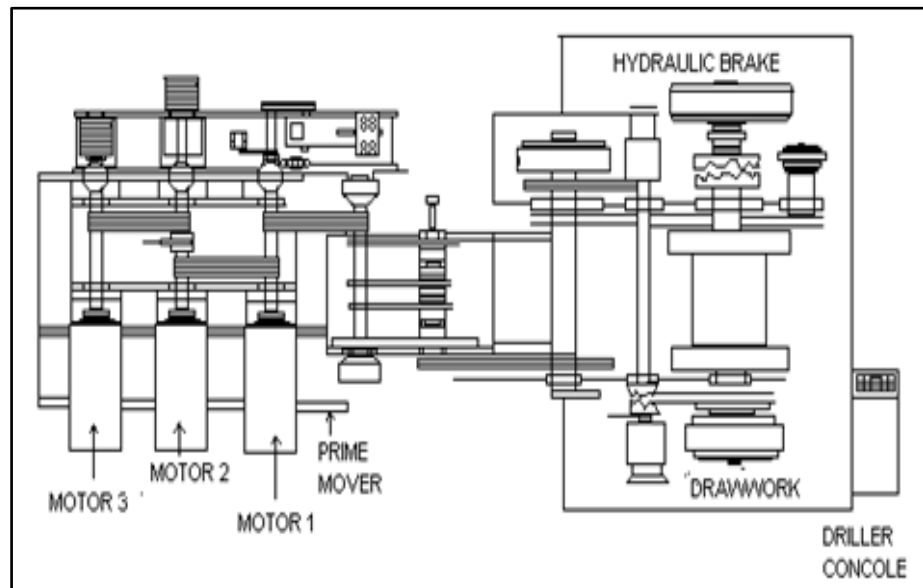 HYDRAULIC BRAKE
MOTOR 3
MOTOR 2
MOTOR 1
PRIME
MOVER
DRAWWORK
DRILLER
CONCOLE